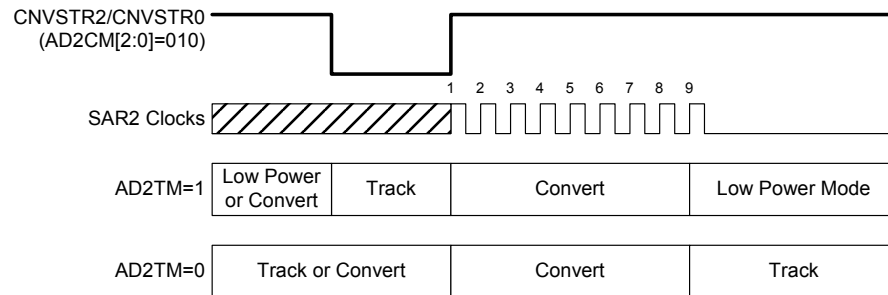 CNVSTR2/CNVSTR0
(AD2CM[2:0]=010)
1 2 3 4 5 6 7 8 9
SAR2 Clocks
AD2TM=1
Low Power
or Convert
Track
Convert
Low Power Mode
AD2TM=0
Track or Convert
Convert
Track